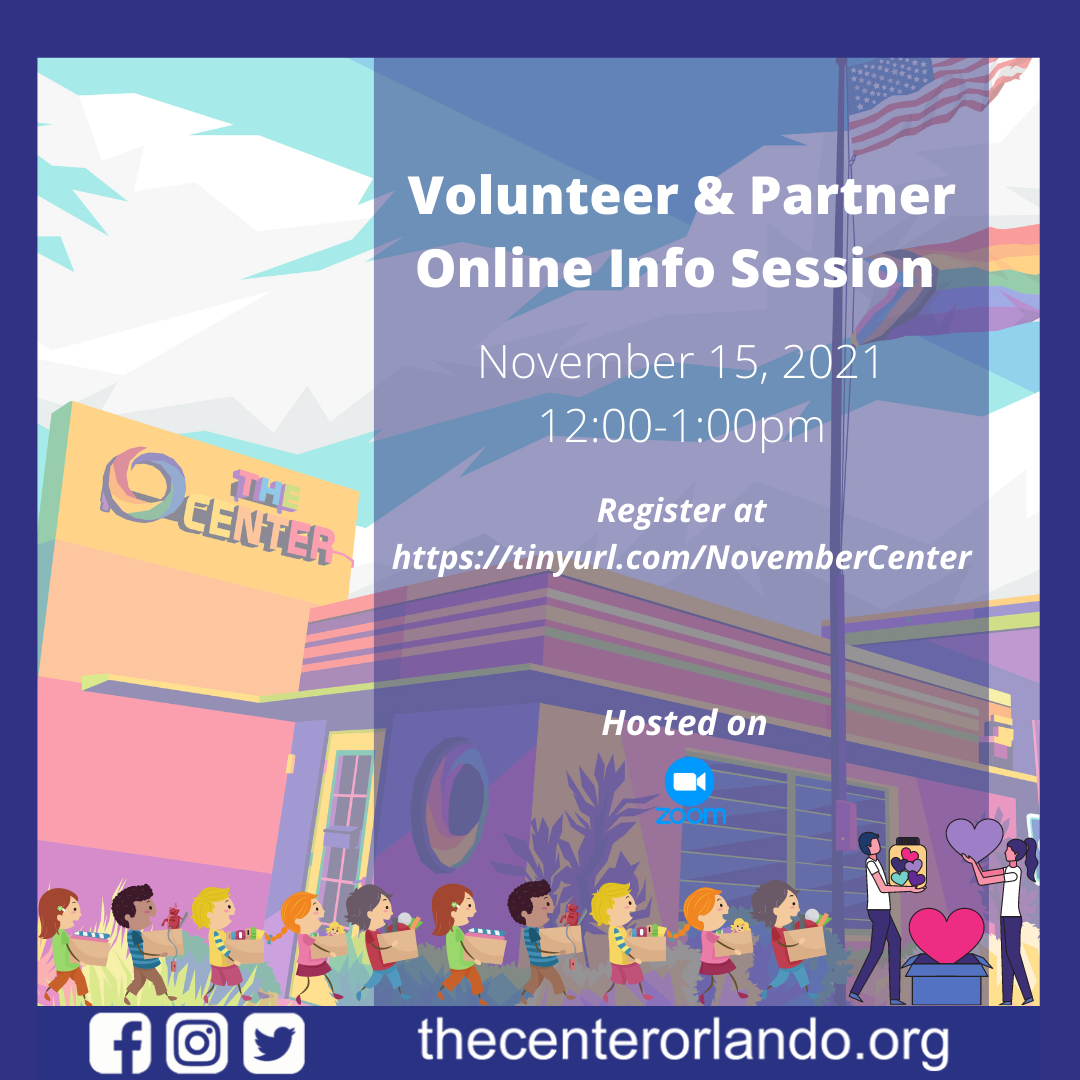 Volunteer & Partner
Online Info Session
November 15, 2021
12:00-1:00pm
Register at
https://tinyurl.com/NovemberCenter
THE
CENTER
Hosted on
zoom
thecenterorlando.org